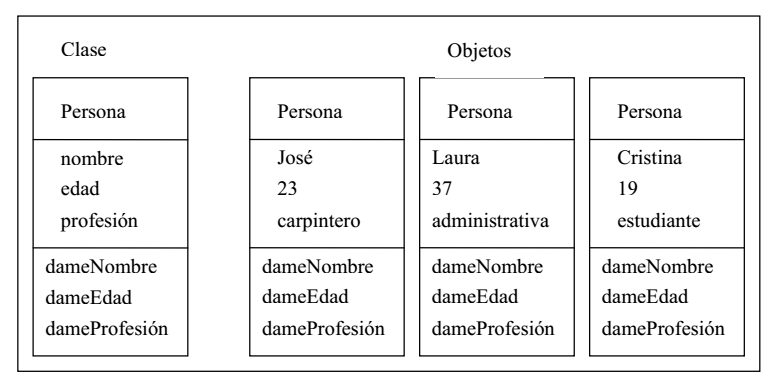 Clase
Objetos
Persona
nombre
edad
profesión
dameNombre
dameEdad
dameProfesión
Persona
José
23
carpintero
dameNombre
dameEdad
dameProfesión
Persona
Laura
37
administrativa
dameNombre
dameEdad
dameProfesión
Persona
Cristina
19
estudiante
dameNombre
dameEdad
dameProfesión